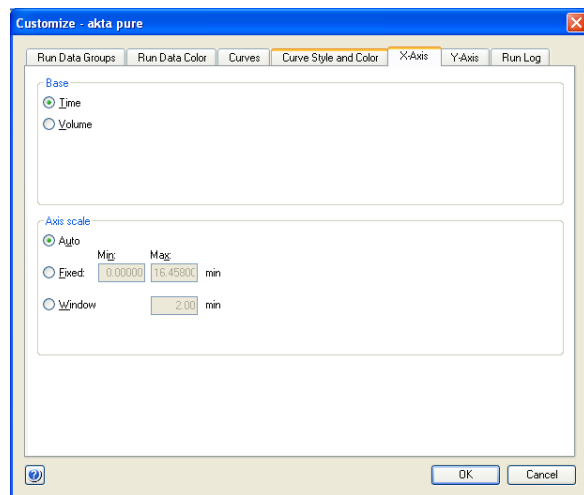 Customize - akta pure
Run Data Groups Run Data Color Curves Curve Style and Color X-Axis Y-Axis Run Log
Base
Time
Volume
Axis scale
Auto
Min: Max:
Fixed: 0.00000 16.45800 min
Window 2.00 min
OK Cancel